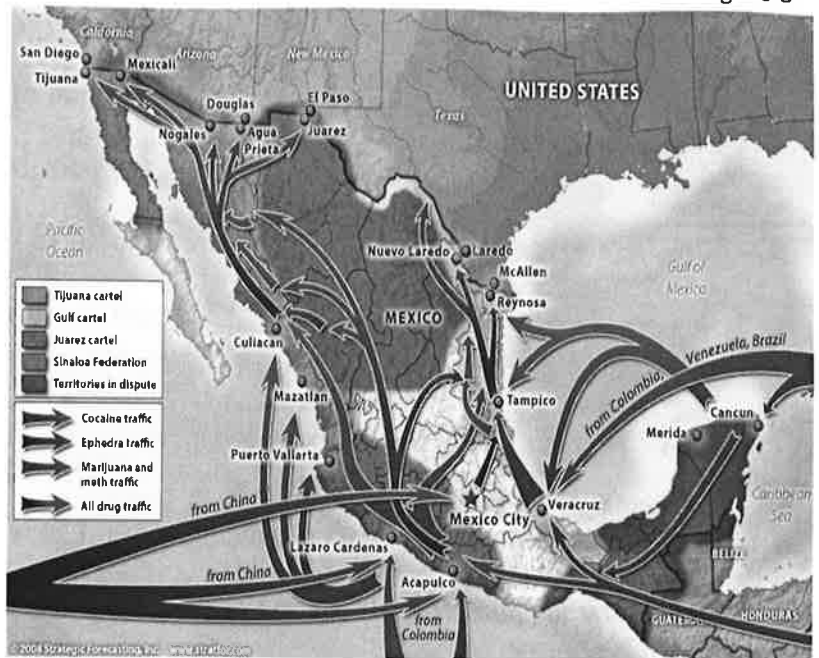 California
San Diego
Arizona
New Mexico
Mexicali
Tijuana
El Paso
Douglas
UNITED STATES
Texas
Nogales
Agua
Prieta
Juarez
Pacific
Ocean
Nuevo Laredo
Laredo
McAllen
Gulf of
Mexico
Reynosa
MEXICO
Tijuana cartel
Gulf cartel
Juarez cartel
Sinaloa Federation
Territories in dispute
Culiacan
Venezuela, Brazil
from Colombia,
Mazatlan
Tampico
Cancun
Merida
Cocaine traffic
Ephedra traffic
Marijuana and
meth traffic
All drug traffic
Puerto Vallarta
from China
Mexico City
Veracruz
Caribbean
Sea
Lazaro Cardenas
from China
Acapulco
from
Colombia
HONDURAS
Strategic Forecasting, Inc. www.stratfor.com